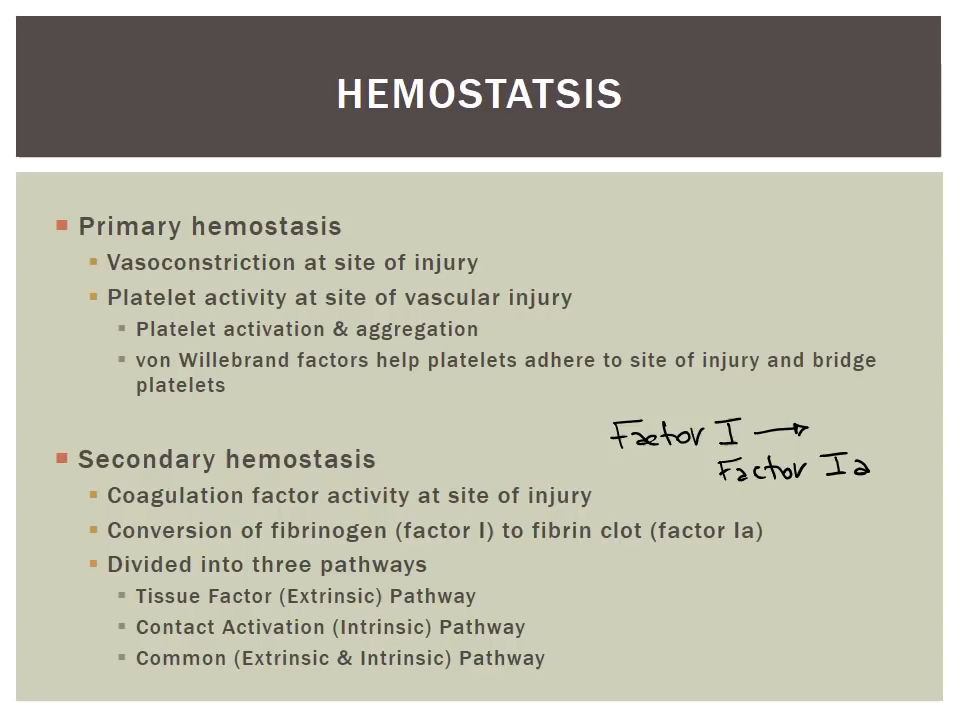 HEMOSTATSIS
Primary hemostasis
Vasoconstriction at site of injury
Platelet activity at site of vascular injury
Platelet activation & aggregation
von Willebrand factors help platelets adhere to site of injury and bridge
platelets
Factor I →
Factor Ia
Secondary hemostasis
Coagulation factor activity at site of injury
Conversion of fibrinogen (factor I) to fibrin clot (factor Ia)
Divided into three pathways
Tissue Factor (Extrinsic) Pathway
Contact Activation (Intrinsic) Pathway
Common (Extrinsic & Intrinsic) Pathway